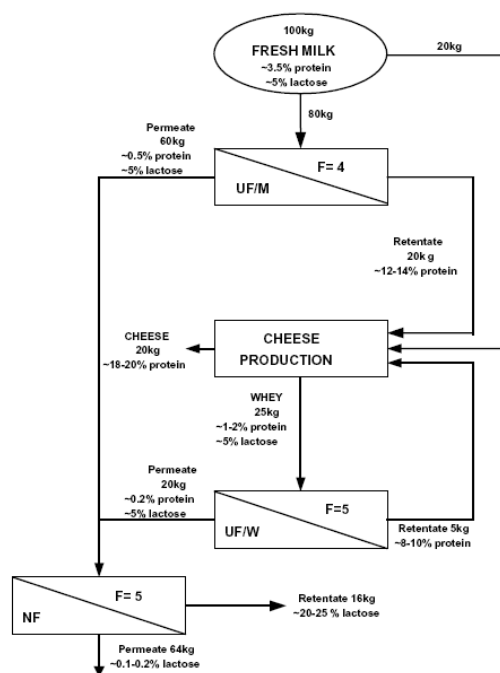 100kg
FRESH MILK
~3.5% protein
~5% lactose
20kg
80kg
Permeate
60kg
~0.5% protein
~5% lactose
F= 4
UF/M
Retentate
20k g
~12-14% protein
CHEESE
20kg
~18-20% protein
CHEESE
PRODUCTION
WHEY
25kg
~1-2% protein
~5% lactose
Permeate
20kg
~0.2% protein
~5% lactose
F=5
UF/W
Retentate 5kg
~8-10% protein
F= 5
NF
Retentate 16kg
~20-25 % lactose
Permeate 64kg
~0.1-0.2% lactose